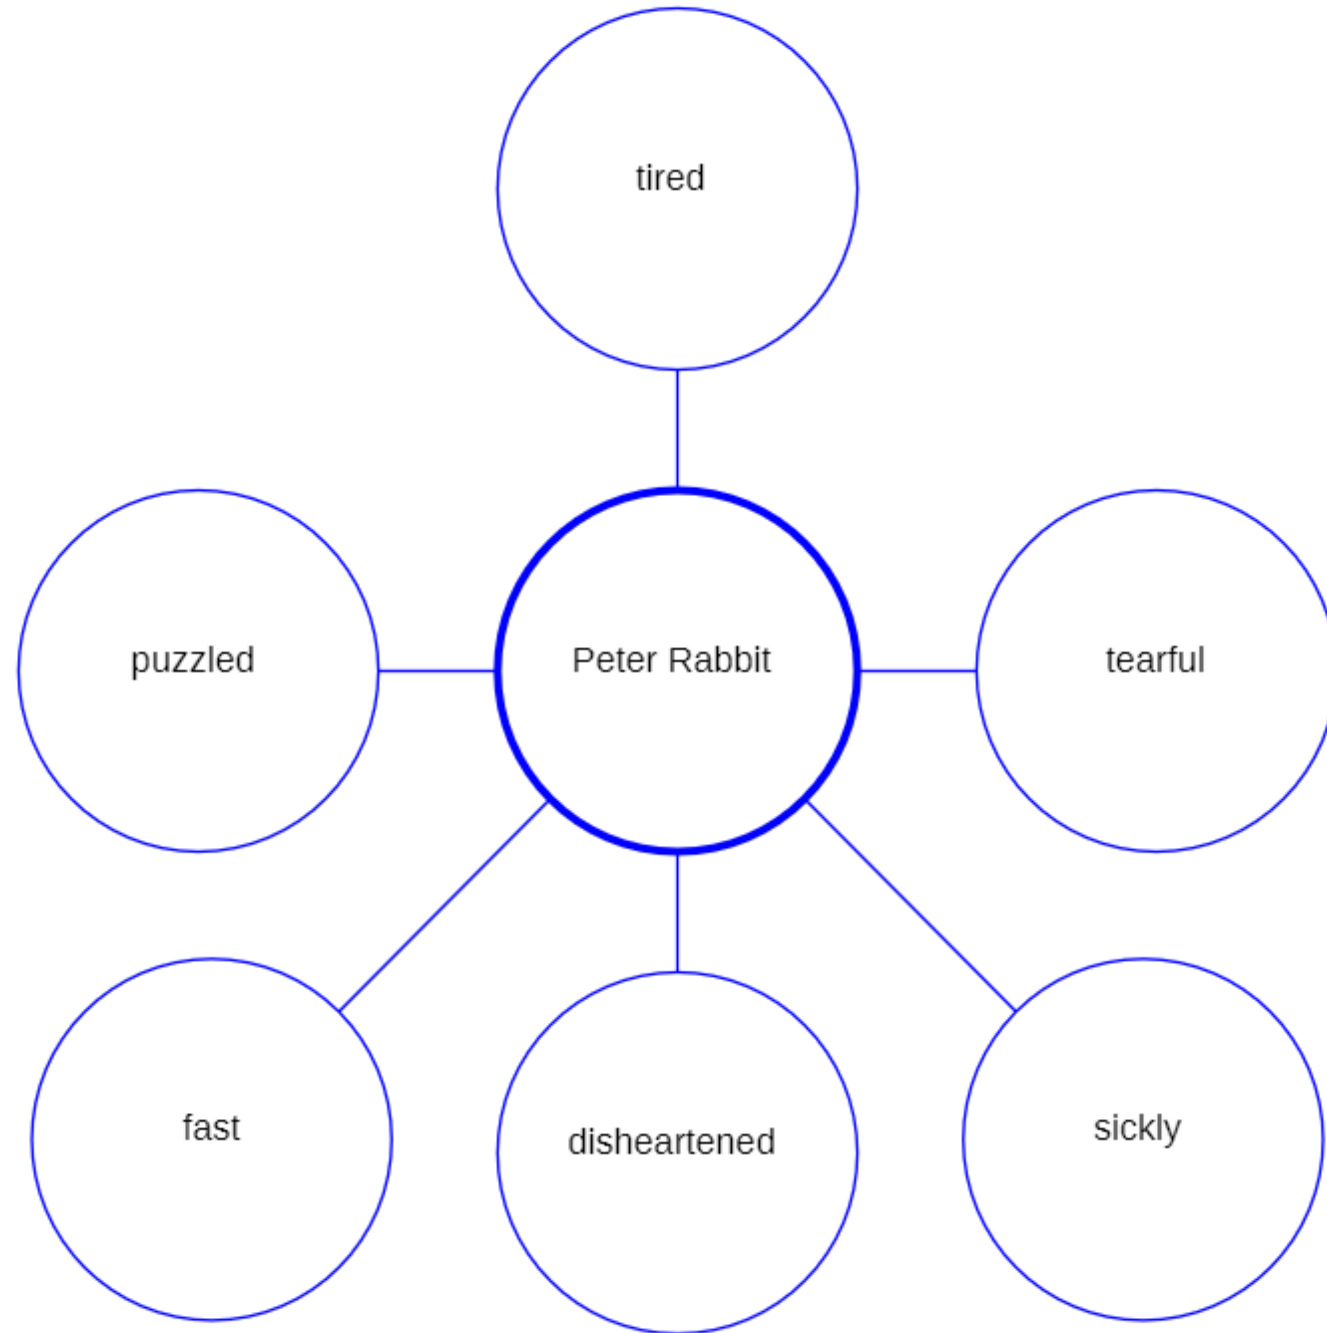 tired
puzzled
Peter Rabbit
tearful
fast
disheartened
sickly